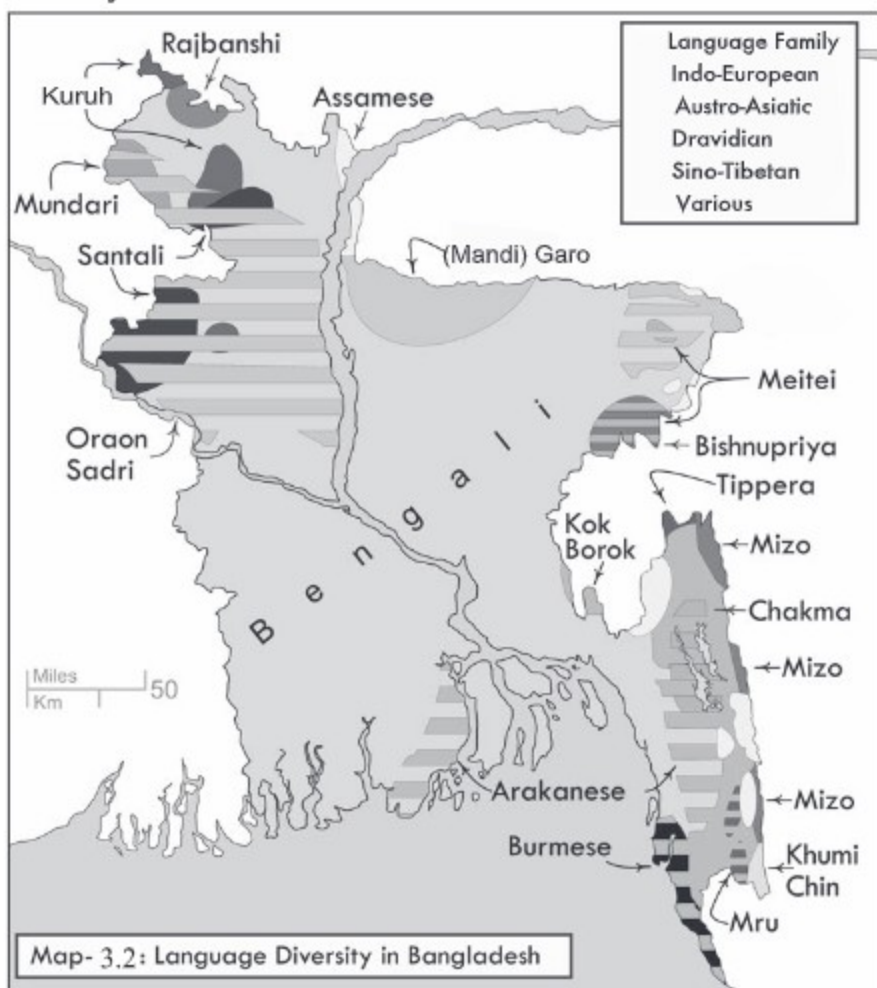 Rajbanshi
Kuruh
Assamese
Language Family
Indo-European
Austro-Asiatic
Dravidian
Sino-Tibetan
Various
Mundari
Santali
(Mandi) Garo
Meitei
Oraon
Sadri
Bishnupriya
Tippera
Kok
Borok
Mizo
Bengali
Chakma
Mizo
Miles
Km
50
Arakanese
Mizo
Burmese
Khumi
Chin
Mru
Map- 3.2: Language Diversity in Bangladesh